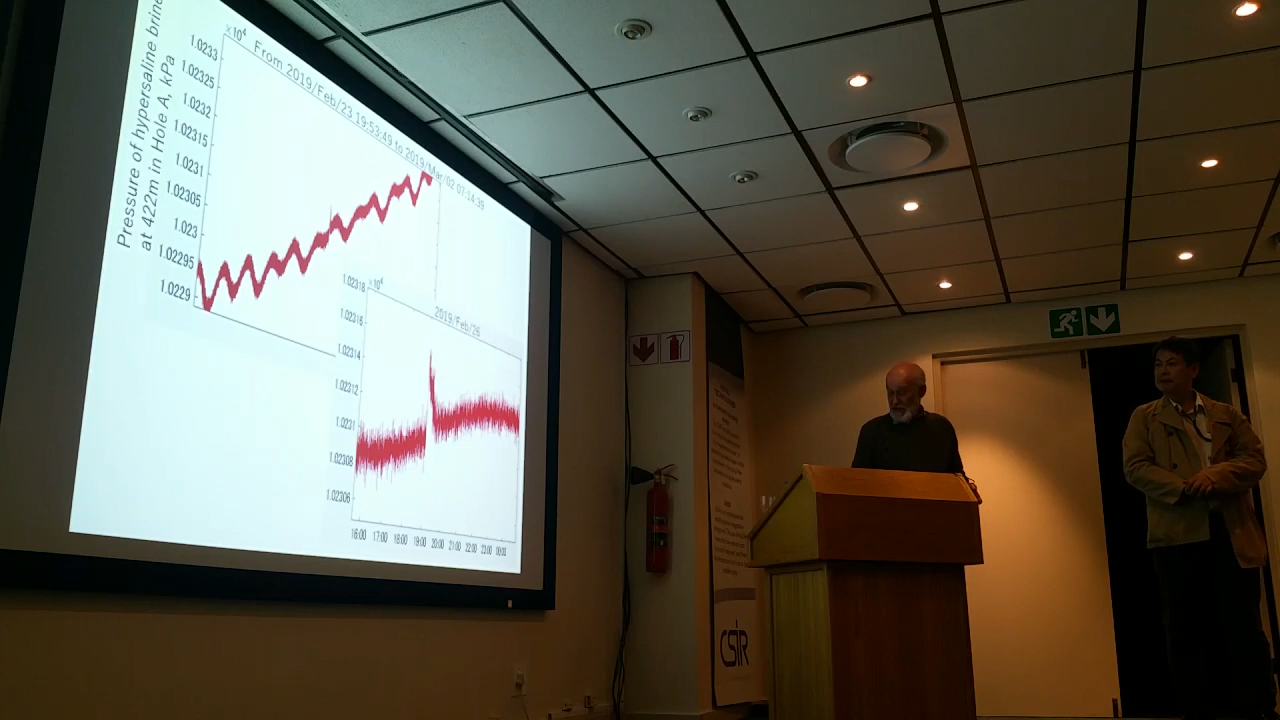 Pressure of hypersaline brine
at 422m in Hole A, kPa
×10⁴ From 2019/Feb/23 19:53:49 to 2019/Mar/02 07:14:39
1.0233
1.02325
1.0232
1.02315
1.0231
1.02305
1.023
1.02295
1.0229
×10⁴
2019/Feb/26
1.02318
1.02316
1.02314
1.02312
1.0231
1.02308
1.02306
16:00 17:00 18:00 19:00 20:00 21:00 22:00 23:00 00:00
CSIR